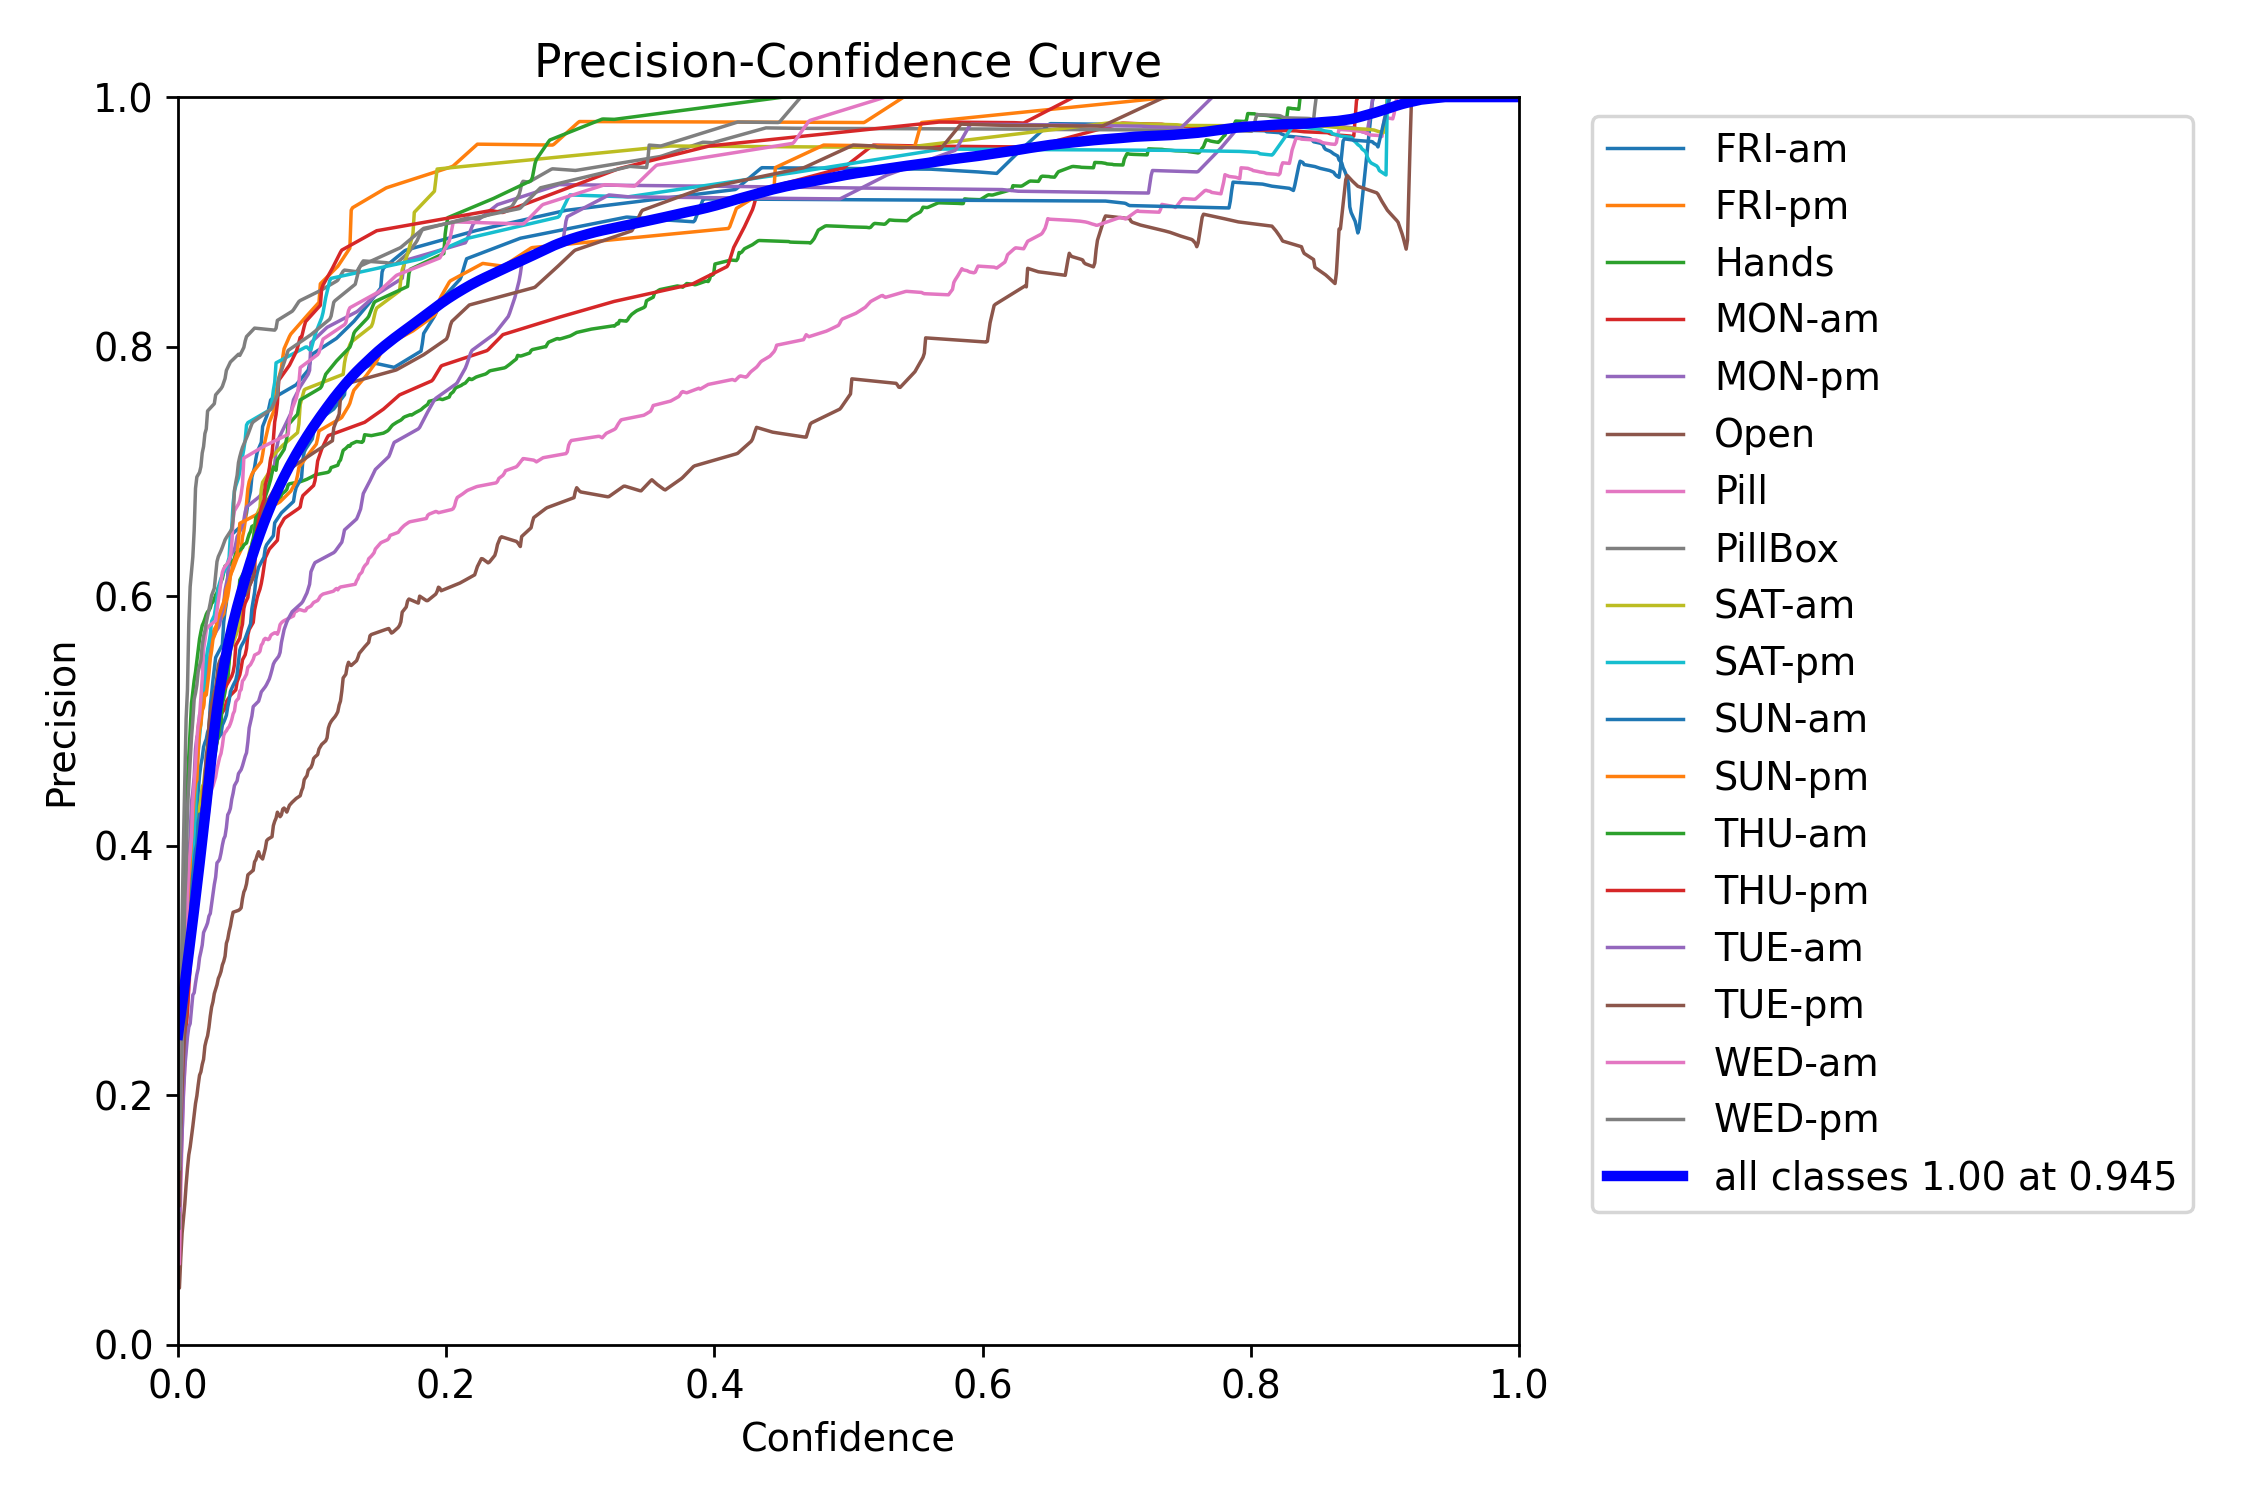 Precision-Confidence Curve
1.0
0.8
0.6
0.4
0.2
0.0
Precision
0.0 0.2 0.4 0.6 0.8 1.0
Confidence
FRI-am
FRI-pm
Hands
MON-am
MON-pm
Open
Pill
PillBox
SAT-am
SAT-pm
SUN-am
SUN-pm
THU-am
THU-pm
TUE-am
TUE-pm
WED-am
WED-pm
all classes 1.00 at 0.945